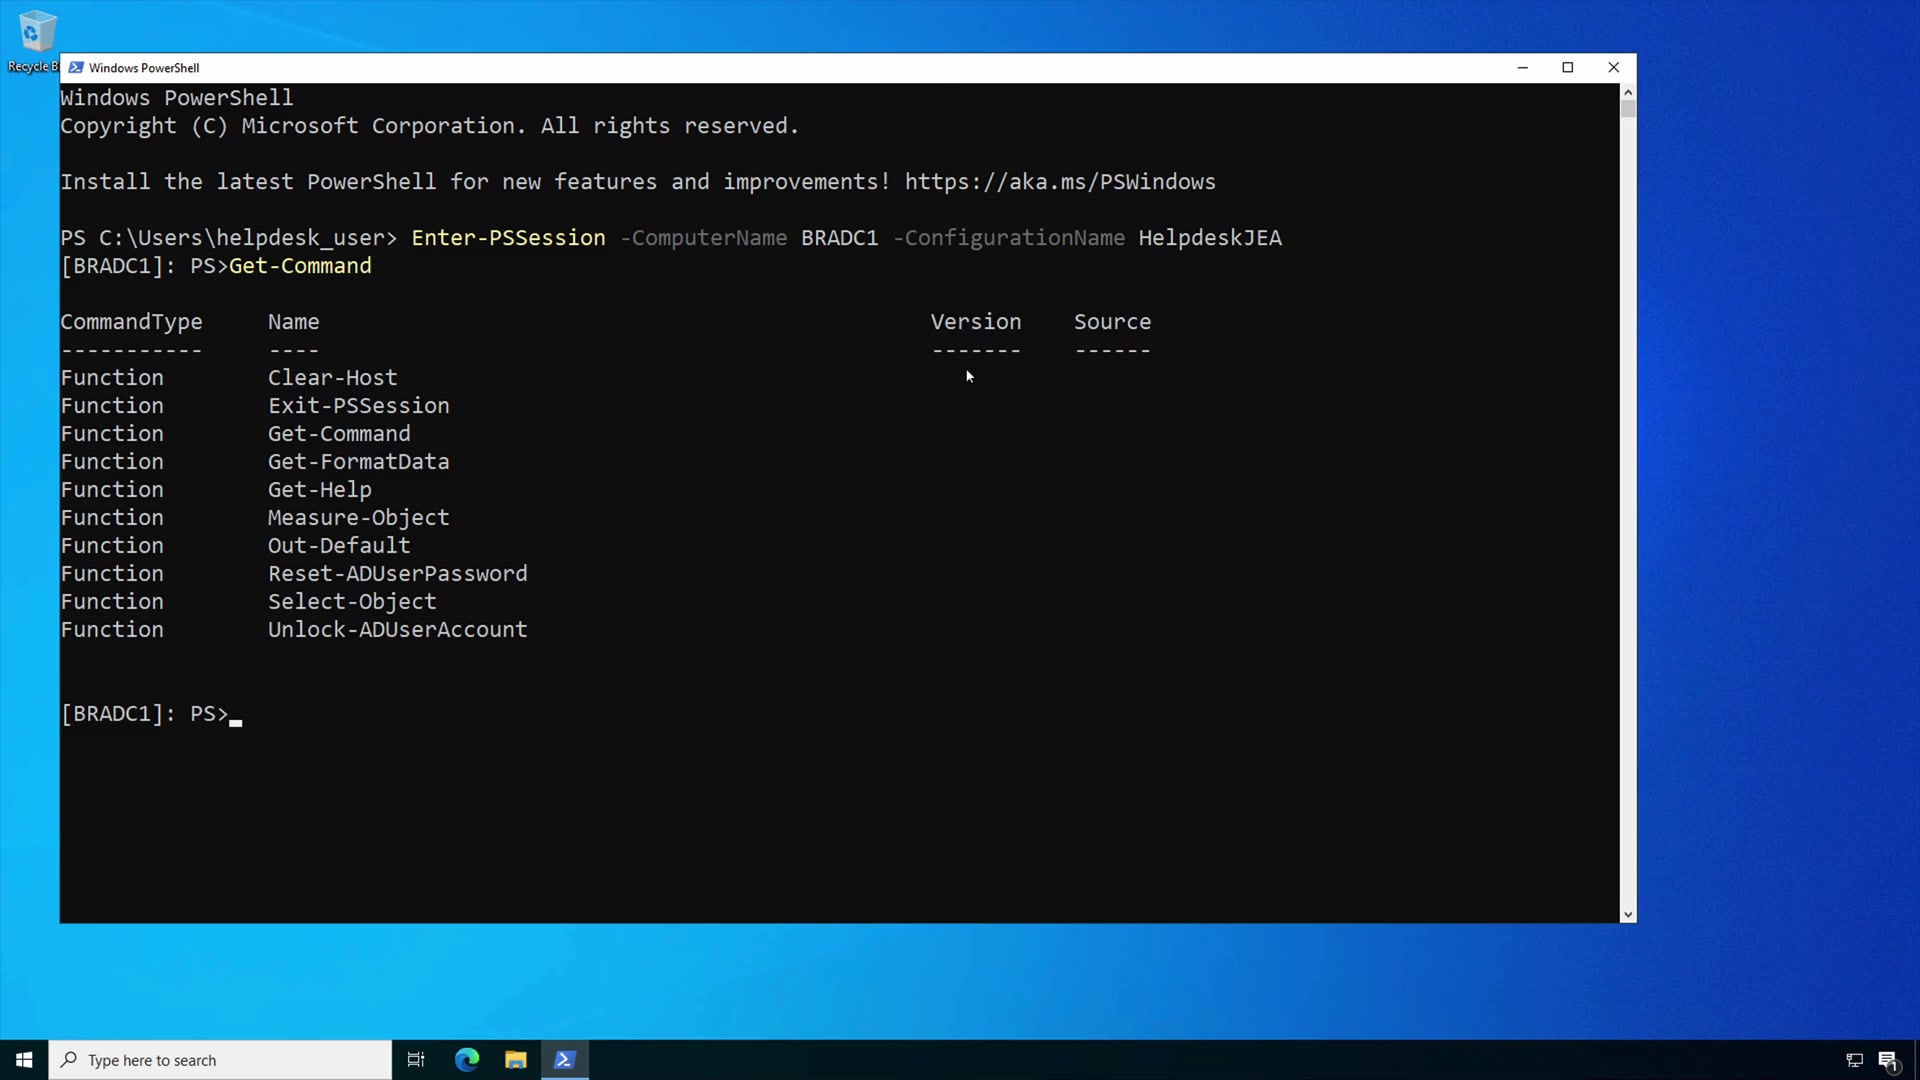 Recycle B
Windows PowerShell
Windows PowerShell
Copyright (C) Microsoft Corporation. All rights reserved.
Install the latest PowerShell for new features and improvements! https://aka.ms/PSWindows
PS C:\Users\helpdesk_user> Enter-PSSession -ComputerName BRADC1 -ConfigurationName HelpdeskJEA
[BRADC1]: PS>Get-Command
CommandType     Name                                               Version    Source
-----------     ----                                               -------    ------
Function        Clear-Host
Function        Exit-PSSession
Function        Get-Command
Function        Get-FormatData
Function        Get-Help
Function        Measure-Object
Function        Out-Default
Function        Reset-ADUserPassword
Function        Select-Object
Function        Unlock-ADUserAccount
[BRADC1]: PS>
Type here to search
1